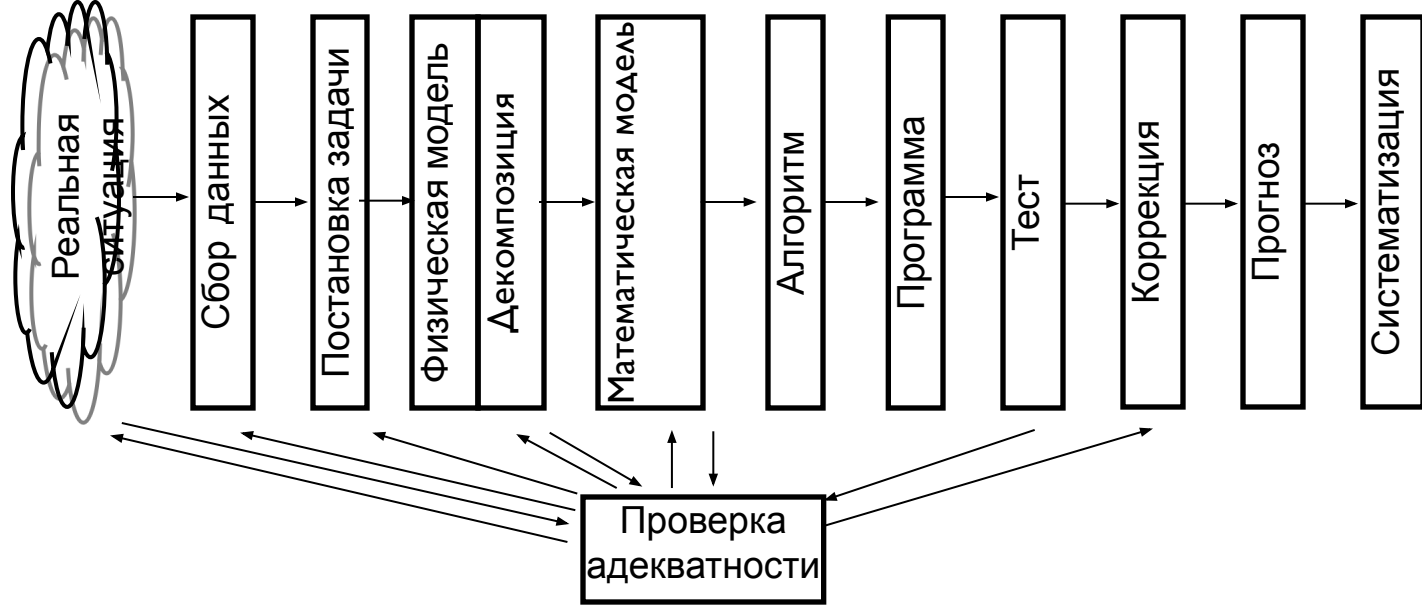 Реальная
ситуация
Сбор данных
Постановка задачи
Физическая модель
Декомпозиция
Математическая модель
Алгоритм
Программа
Тест
Коррекция
Прогноз
Систематизация
Проверка
адекватности